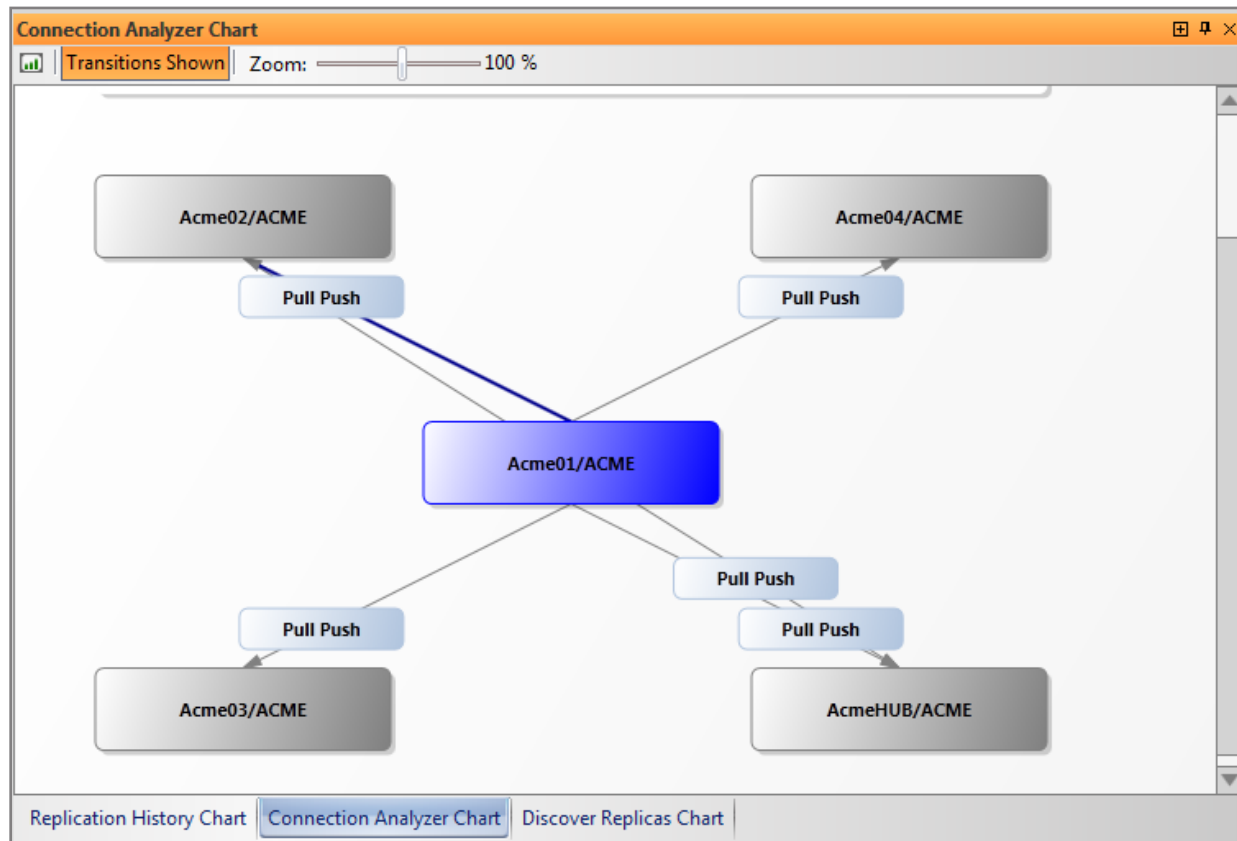 Connection Analyzer Chart
Transitions Shown Zoom: 100 %
Acme02/ACME Acme04/ACME
Pull Push Pull Push
Acme01/ACME
Pull Push
Pull Push Pull Push
Acme03/ACME AcmeHUB/ACME
Replication History Chart Connection Analyzer Chart Discover Replicas Chart